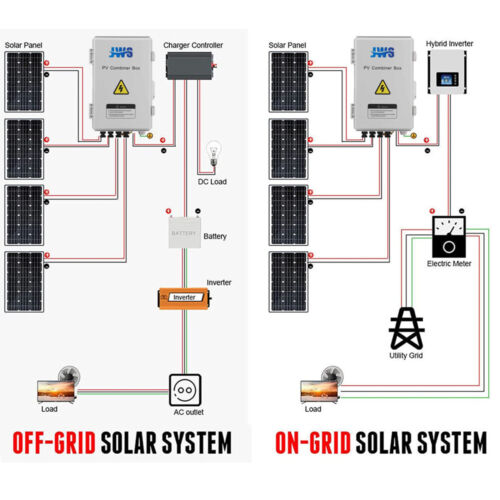 Solar Panel
JWS
PV Combiner Box
Charger Controller
DC Load
BATTERY
Battery
Inverter
Inverter
Load
AC outlet
OFF-GRID SOLAR SYSTEM
Solar Panel
JWS
PV Combiner Box
Hybrid Inverter
Electric Meter
Utility Grid
Load
ON-GRID SOLAR SYSTEM